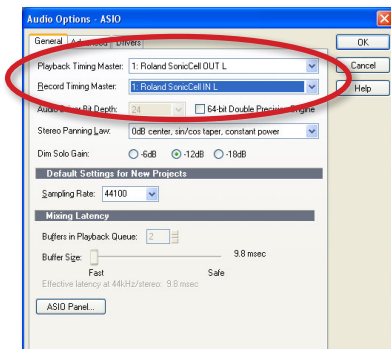 Audio Options - ASIO
General Advanced Drivers
OK
Playback Timing Master: 1: Roland SonicCell OUT L
Cancel
Record Timing Master: 1: Roland SonicCell IN L
Help
Audio Driver Bit Depth: 24 64-bit Double Precision Engine
Stereo Panning Law: 0dB center, sin/cos taper, constant power
Dim Solo Gain: -6dB -12dB -18dB
Default Settings for New Projects
Sampling Rate: 44100
Mixing Latency
Buffers in Playback Queue: 2
Buffer Size: 9.8 msec
Fast Safe
Effective latency at 44kHz/stereo: 9.8 msec
ASIO Panel...